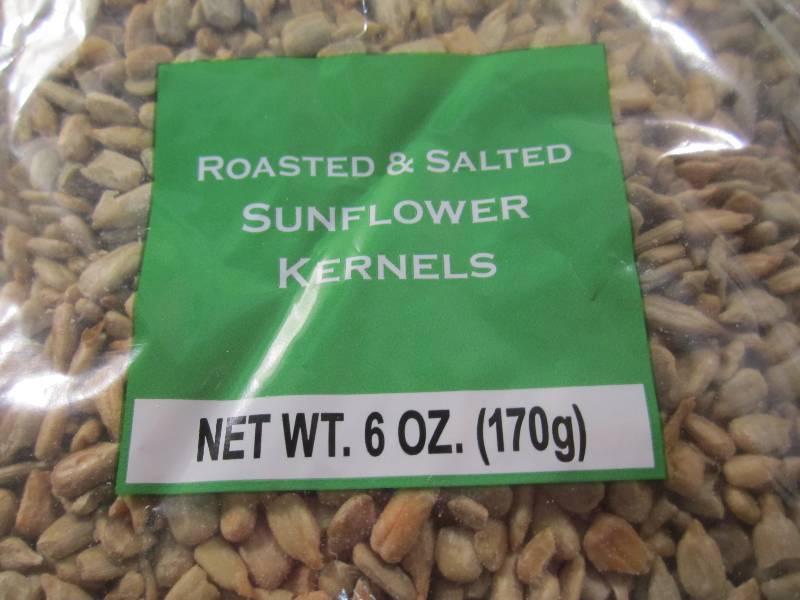 ROASTED & SALTED
SUNFLOWER
KERNELS
NET WT. 6 OZ. (170g)